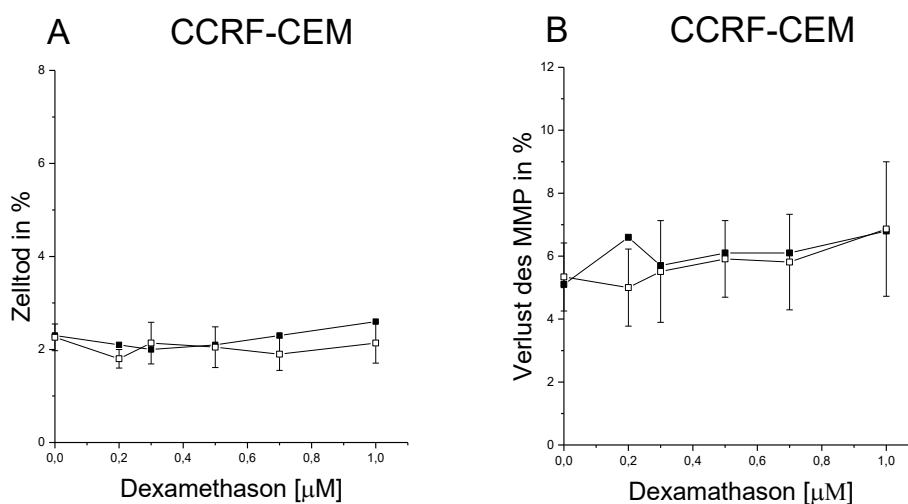 A CCRF-CEM
8
6
4
2
0
Zelltod in %
0,0 0,2 0,4 0,6 0,8 1,0
Dexamethason [µM]
B CCRF-CEM
12
10
8
6
4
2
0
Verlust des MMP in %
0,0 0,2 0,4 0,6 0,8 1,0
Dexamathason [µM]